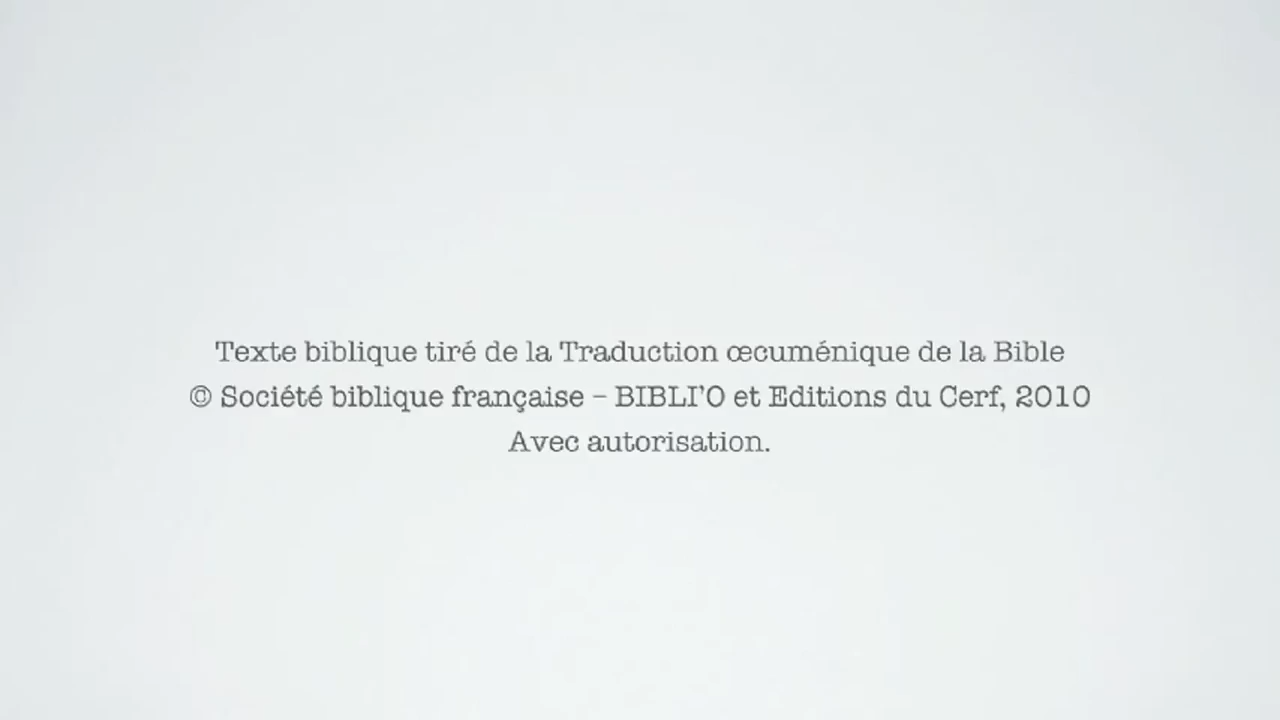 Texte biblique tiré de la Traduction œcuménique de la Bible
© Société biblique française – BIBLI’O et Editions du Cerf, 2010
Avec autorisation.